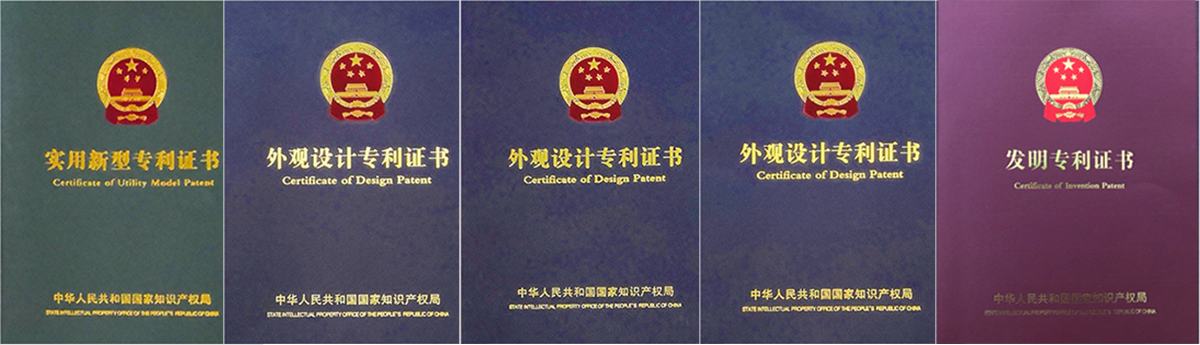 实用新型专利证书
Certificate of Utility Model Patent
中华人民共和国国家知识产权局
STATE INTELLECTUAL PROPERTY OFFICE OF THE PEOPLE'S REPUBLIC OF CHINA
外观设计专利证书
Certificate of Design Patent
中华人民共和国国家知识产权局
STATE INTELLECTUAL PROPERTY OFFICE OF THE PEOPLE'S REPUBLIC OF CHINA
外观设计专利证书
Certificate of Design Patent
中华人民共和国国家知识产权局
STATE INTELLECTUAL PROPERTY OFFICE OF THE PEOPLE'S REPUBLIC OF CHINA
外观设计专利证书
Certificate of Design Patent
中华人民共和国国家知识产权局
STATE INTELLECTUAL PROPERTY OFFICE OF THE PEOPLE'S REPUBLIC OF CHINA
发明专利证书
Certificate of Invention Patent
中华人民共和国国家知识产权局
STATE INTELLECTUAL PROPERTY OFFICE OF THE PEOPLE'S REPUBLIC OF CHINA